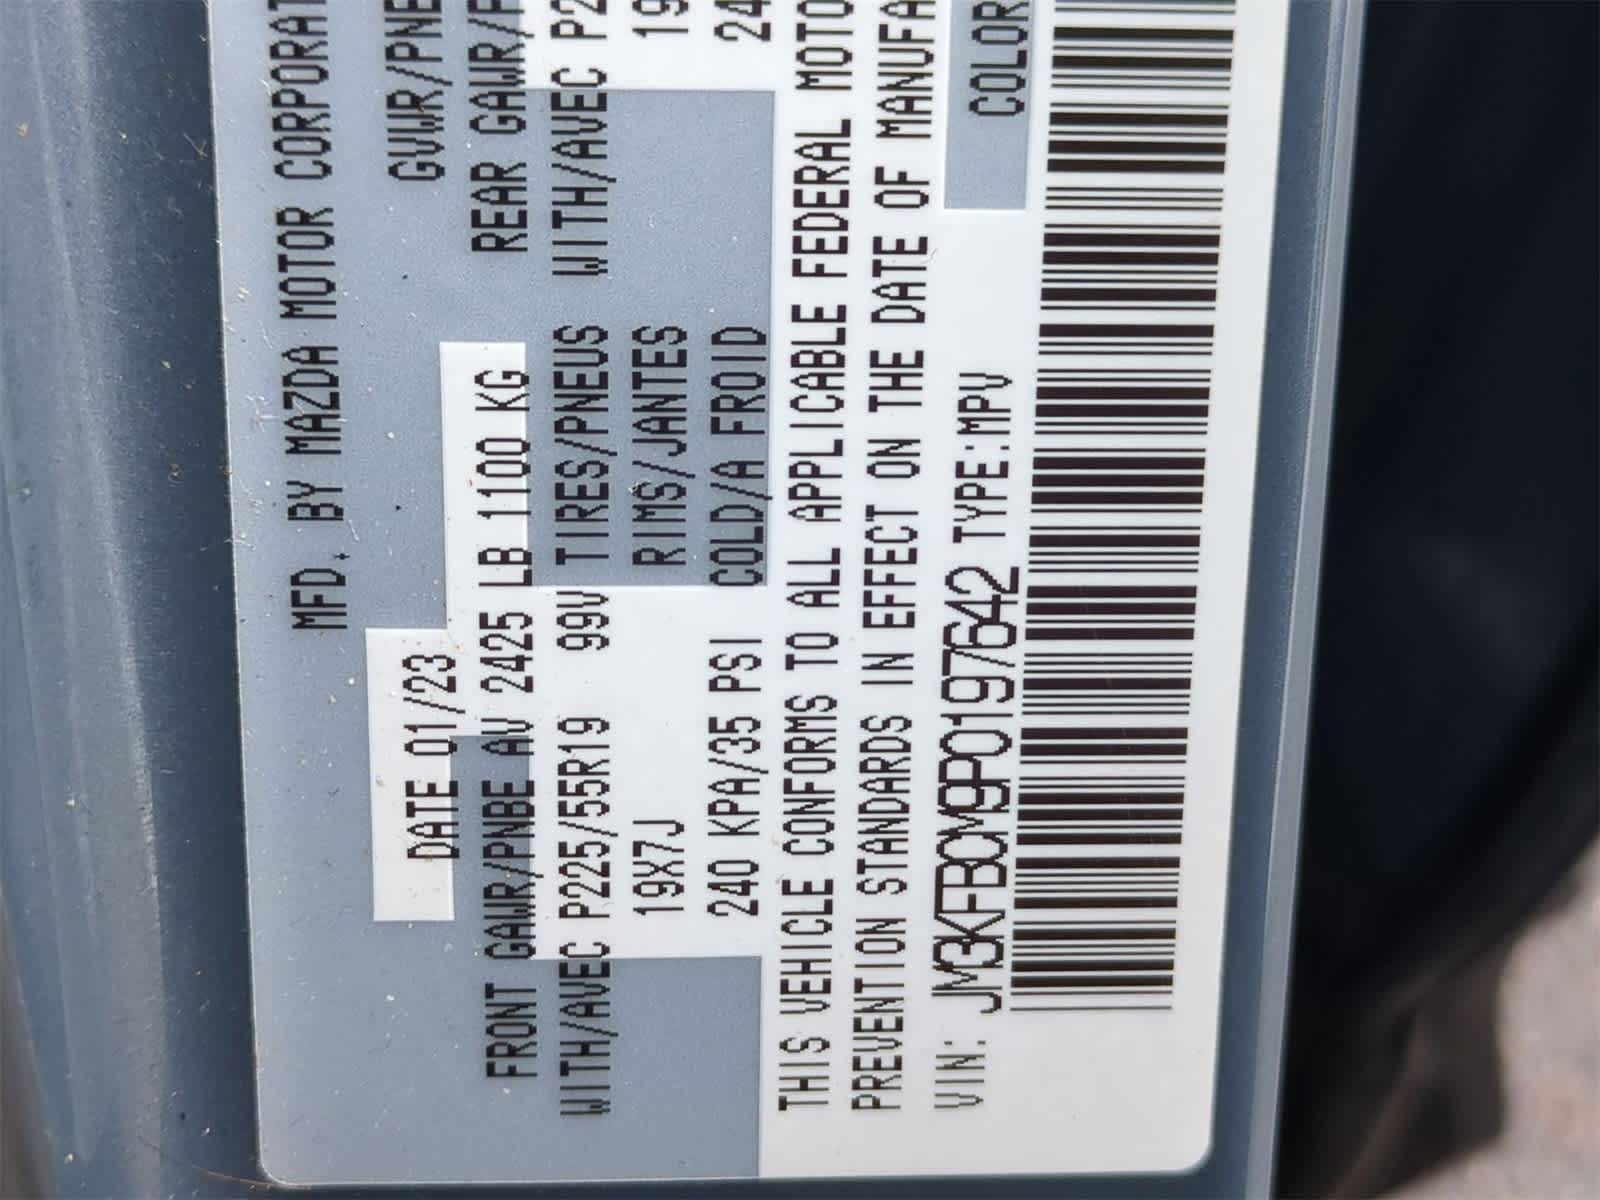 MFD. BY MAZDA MOTOR CORPORAT
DATE 01/23 GVWR/PNBE
FRONT GAWR/PNBE AV 2425 LB 1100 KG REAR GAWR/P
WITH/AVEC P225/55R19 99V TIRES/PNEUS WITH/AVEC P2
19X7J RIMS/JANTES 19
240 KPA/35 PSI COLD/A FROID 24
THIS VEHICLE CONFORMS TO ALL APPLICABLE FEDERAL MOTO
PREVENTION STANDARDS IN EFFECT ON THE DATE OF MANUFA
VIN: JM3KFBCM9P0197642 TYPE:MPV COLOR